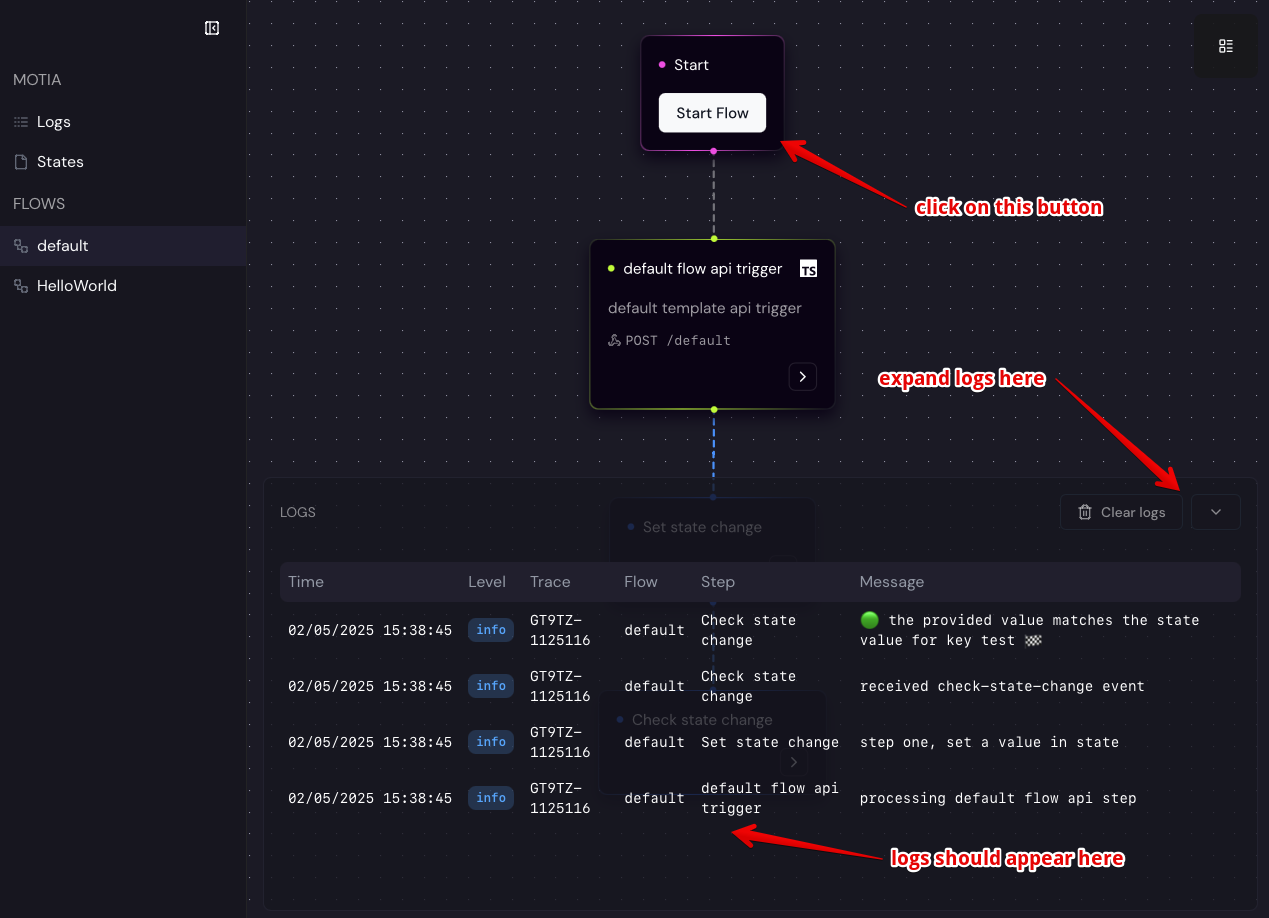 MOTIA
Logs
States
FLOWS
default
HelloWorld
Start
Start Flow
click on this button
default flow api trigger TS
default template api trigger
POST /default
expand logs here
LOGS
Clear logs
Set state change
Time Level Trace Flow Step Message
02/05/2025 15:38:45 info GT9TZ-1125116 default Check state change 🟢 the provided value matches the state value for key test 🏁
02/05/2025 15:38:45 info GT9TZ-1125116 default Check state change received check-state-change event
Check state change
02/05/2025 15:38:45 info GT9TZ-1125116 default Set state change step one, set a value in state
02/05/2025 15:38:45 info GT9TZ-1125116 default default flow api trigger processing default flow api step
logs should appear here